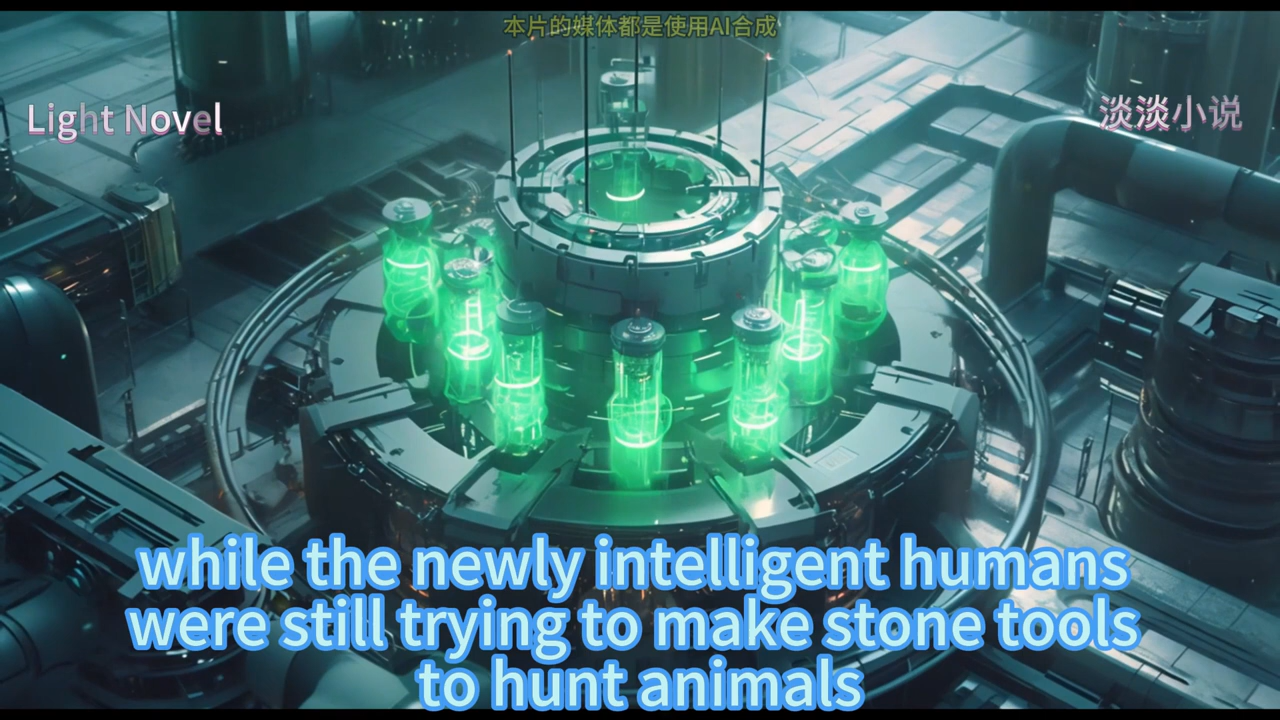 本片的媒体都是使用AI合成
Light Novel
淡淡小说
while the newly intelligent humans
were still trying to make stone tools
to hunt animals